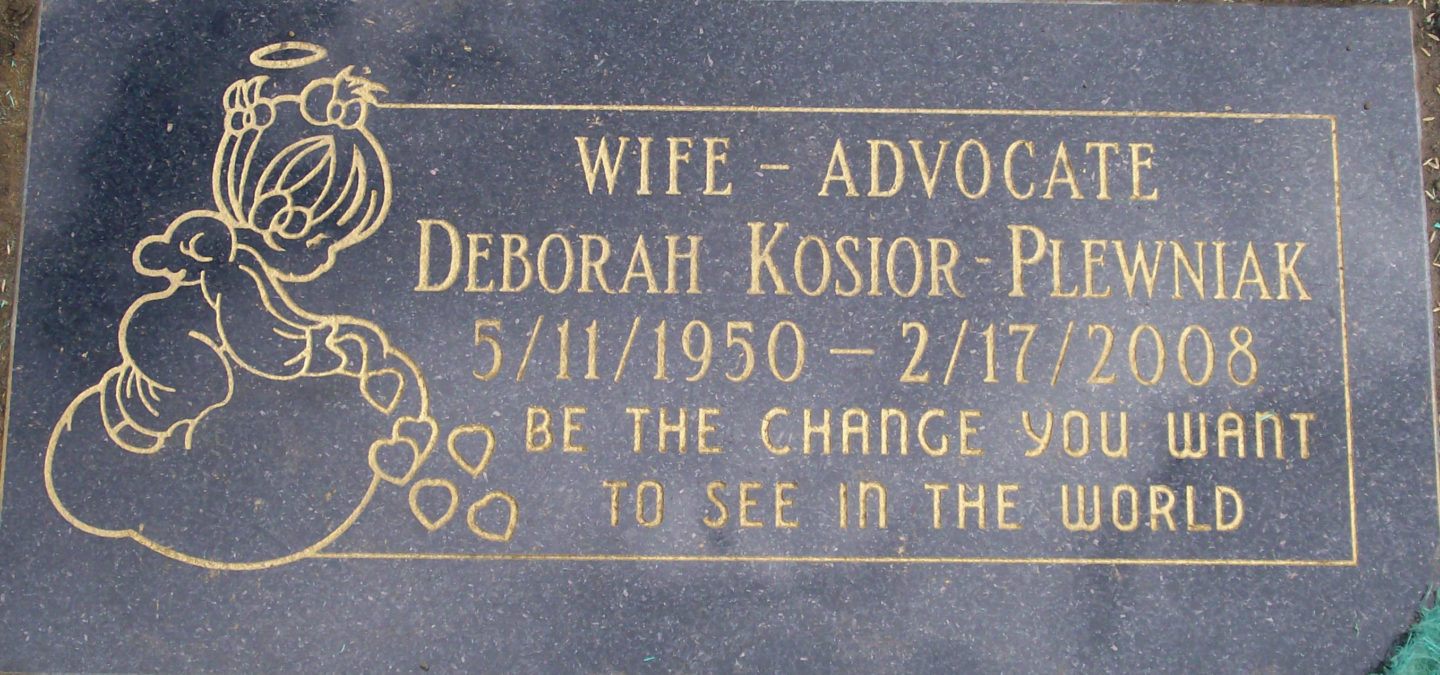 WIFE – ADVOCATE
DEBORAH KOSIOR-PLEWNIAK
5/11/1950 – 2/17/2008
BE THE CHANGE YOU WANT
TO SEE IN THE WORLD